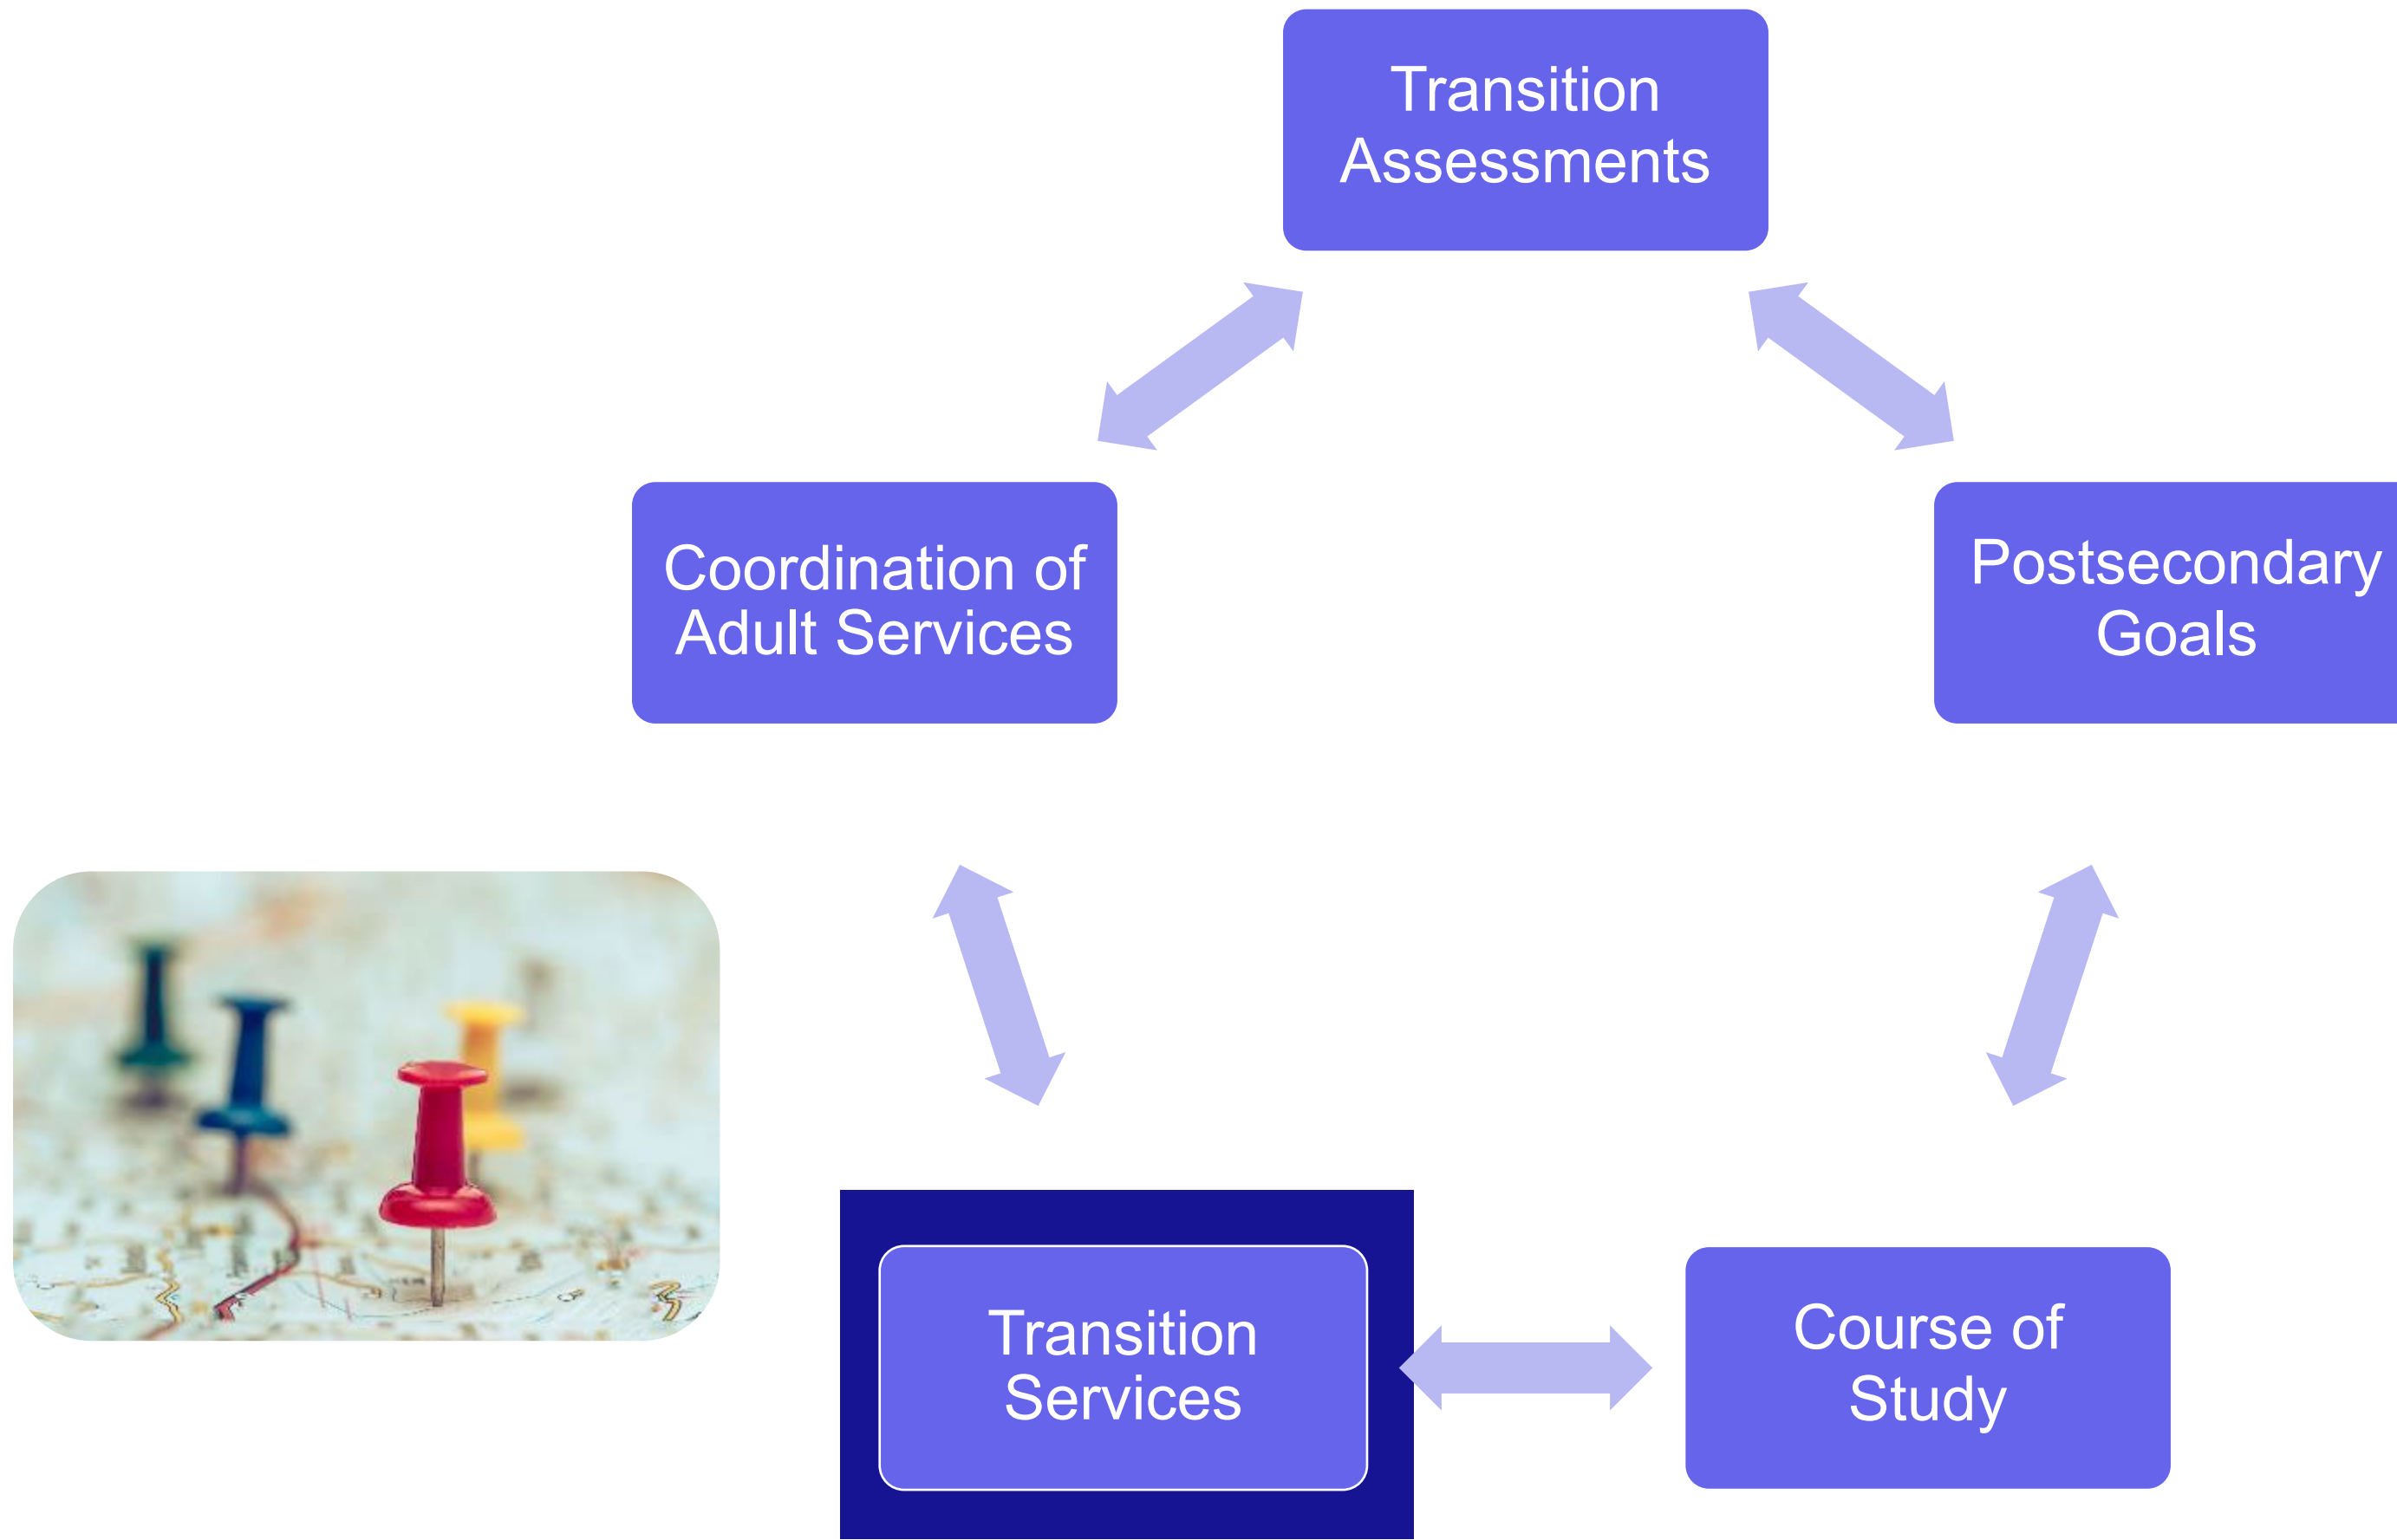 Transition
Assessments
Coordination of
Adult Services
Postsecondary
Goals
Transition
Services
Course of
Study